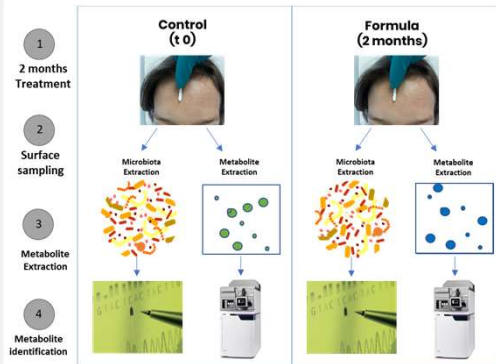 Control
(t 0)
Formula
(2 months)
1
2 months
Treatment
2
Surface
sampling
3
Metabolite
Extraction
4
Metabolite
identification
Microbiota
Extraction
Metabolite
Extraction
Microbiota
Extraction
Metabolite
Extraction